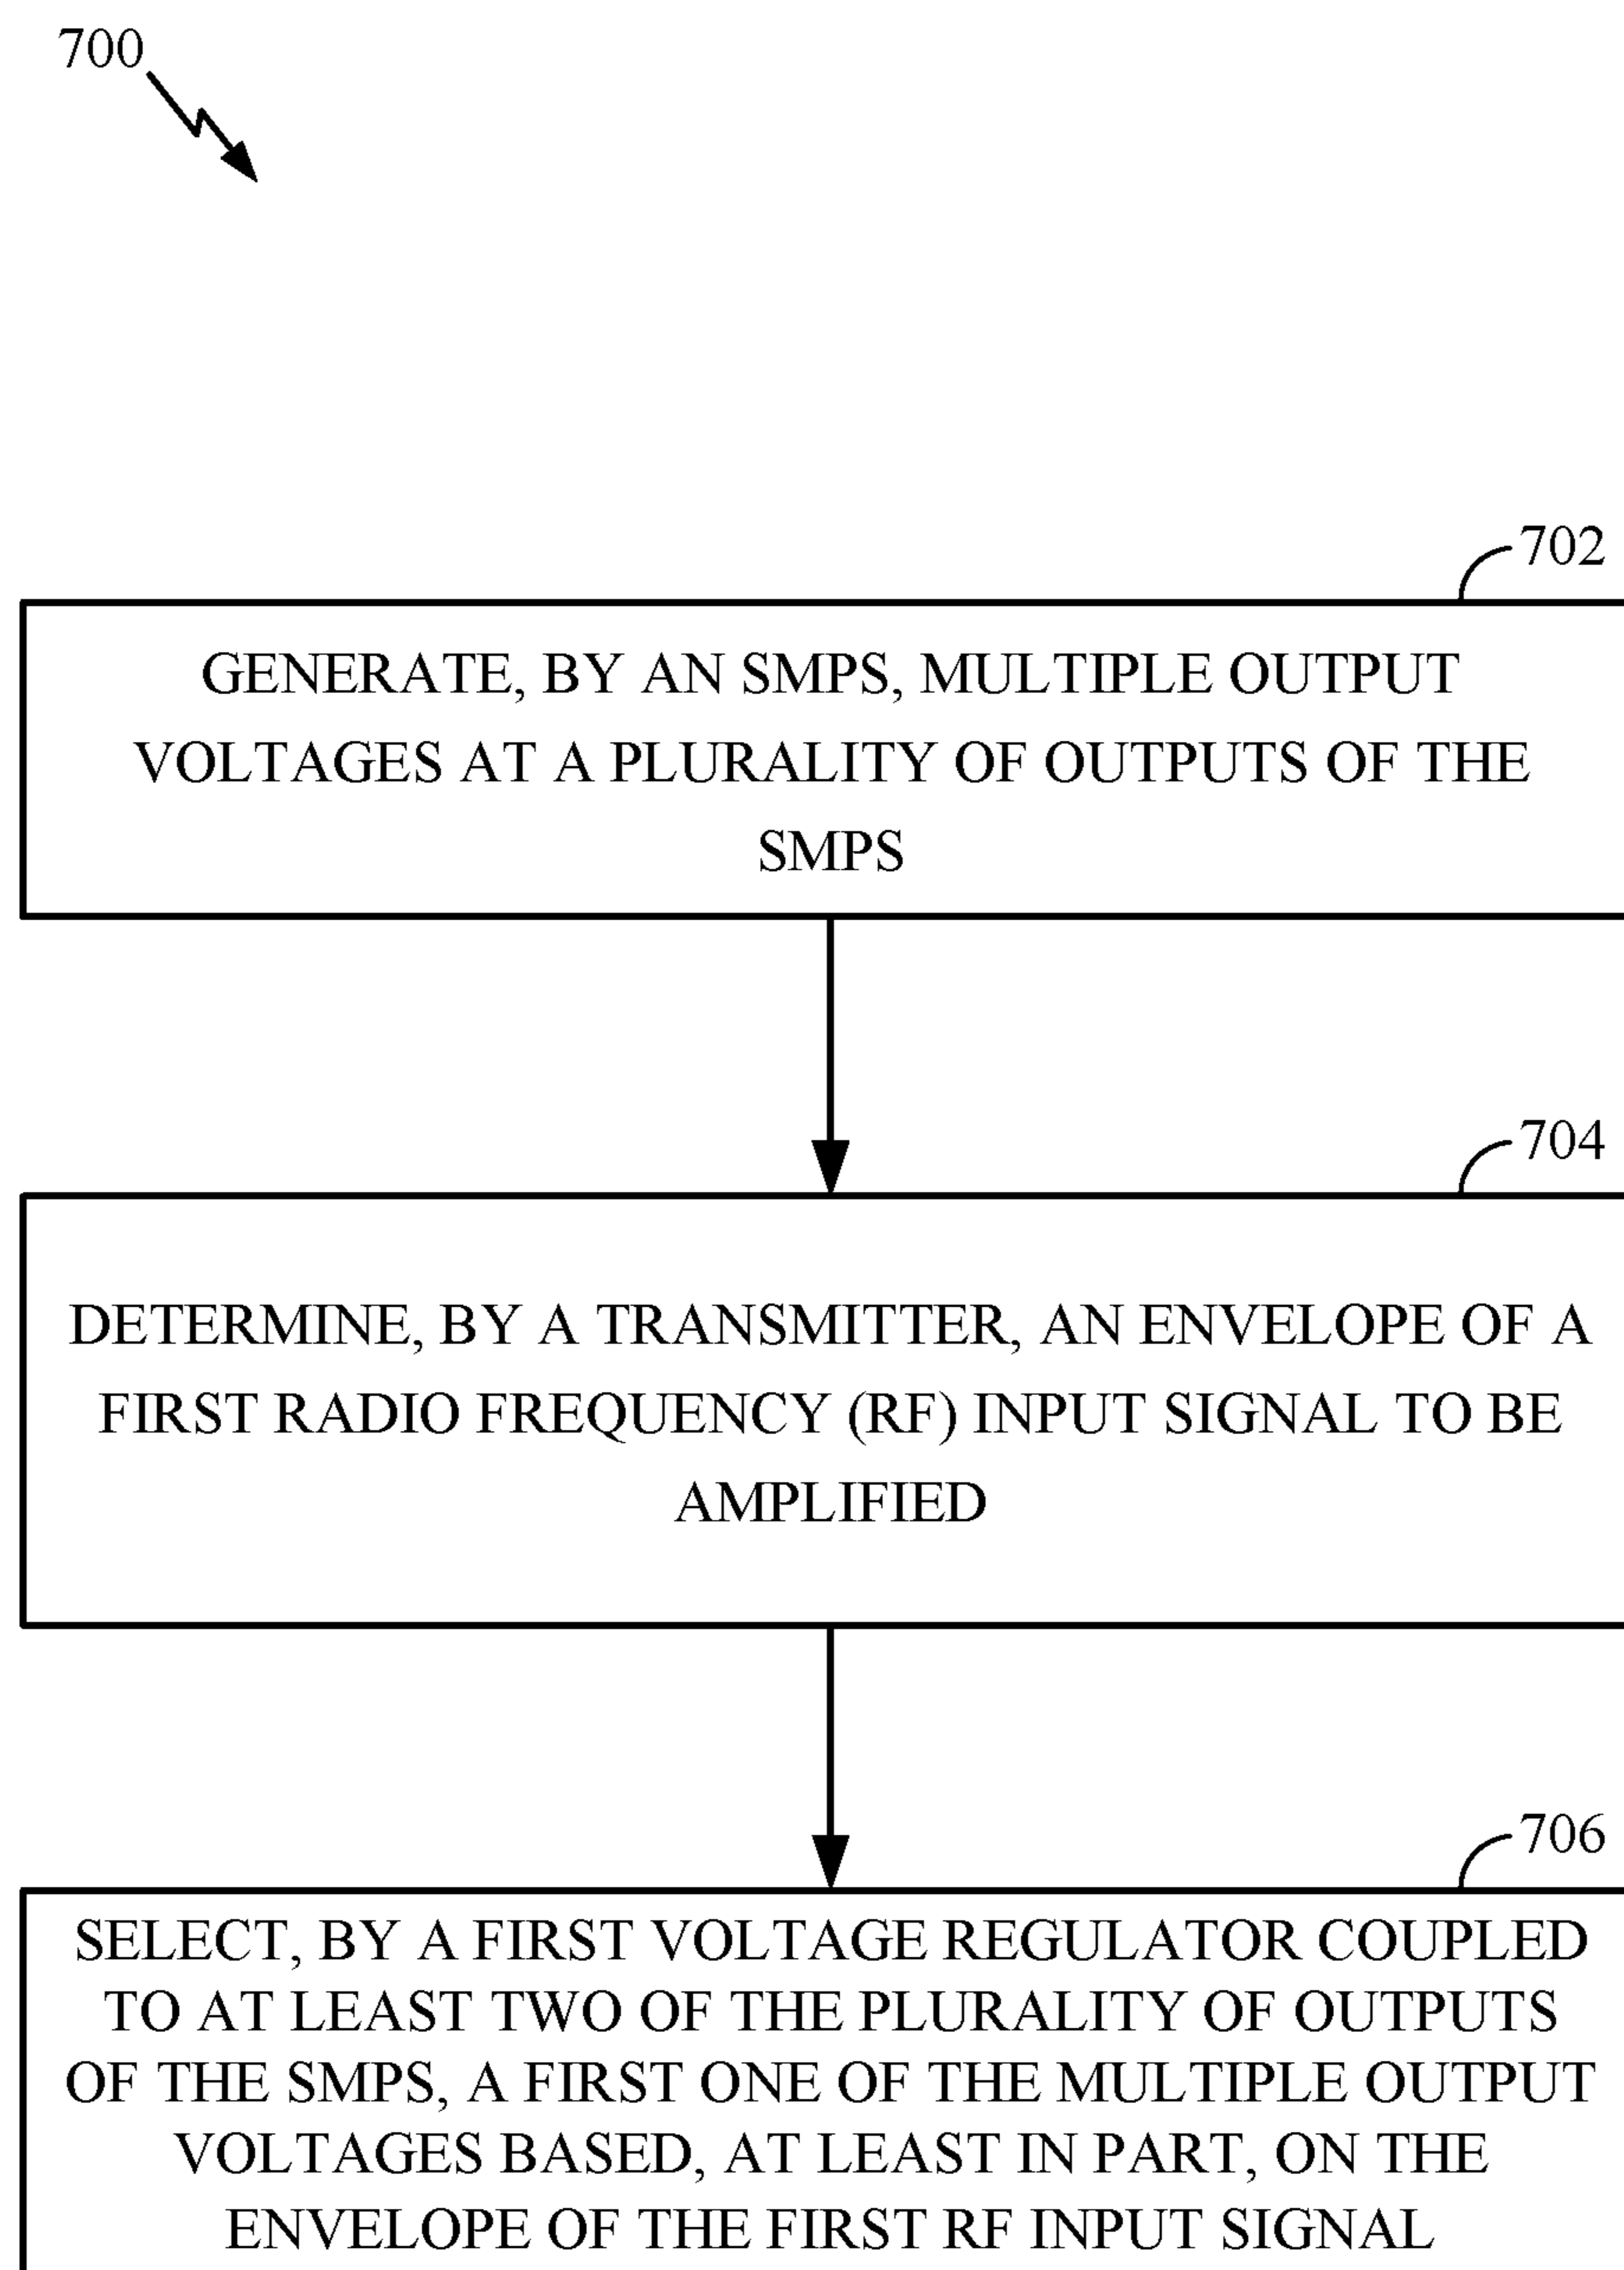 700
702
GENERATE, BY AN SMPS, MULTIPLE OUTPUT
VOLTAGES AT A PLURALITY OF OUTPUTS OF THE
SMPS
704
DETERMINE, BY A TRANSMITTER, AN ENVELOPE OF A
FIRST RADIO FREQUENCY (RF) INPUT SIGNAL TO BE
AMPLIFIED
706
SELECT, BY A FIRST VOLTAGE REGULATOR COUPLED
TO AT LEAST TWO OF THE PLURALITY OF OUTPUTS
OF THE SMPS, A FIRST ONE OF THE MULTIPLE OUTPUT
VOLTAGES BASED, AT LEAST IN PART, ON THE
ENVELOPE OF THE FIRST RF INPUT SIGNAL